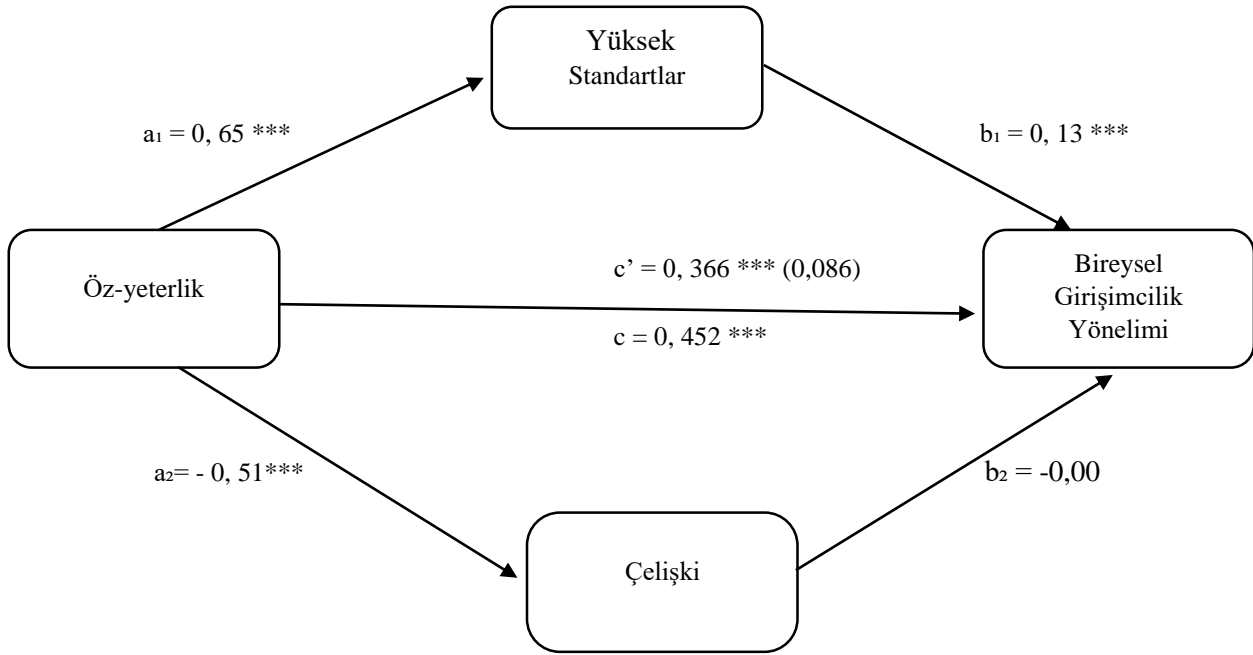 Yüksek
Standartlar
a₁ = 0, 65 ***
b₁ = 0, 13 ***
Öz-yeterlik
c’ = 0, 366 *** (0,086)
c = 0, 452 ***
Bireysel
Girişimcilik
Yönelimi
a₂= - 0, 51***
b₂ = -0,00
Çelişki